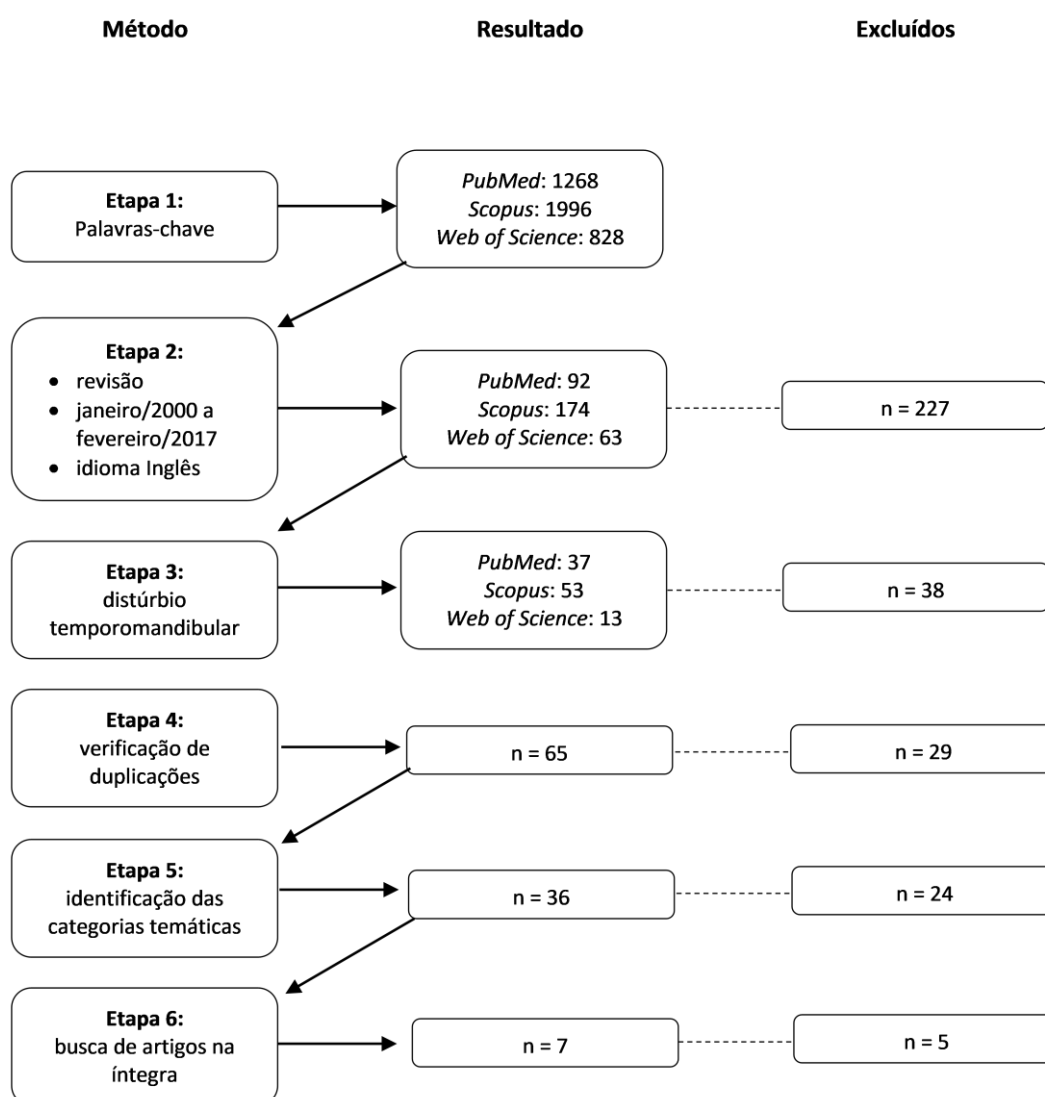 Método
Resultado
Excluídos
Etapa 1:
Palavras-chave
PubMed: 1268
Scopus: 1996
Web of Science: 828
Etapa 2:
• revisão
• janeiro/2000 a
fevereiro/2017
• idioma Inglês
PubMed: 92
Scopus: 174
Web of Science: 63
n = 227
Etapa 3:
distúrbio
temporomandibular
PubMed: 37
Scopus: 53
Web of Science: 13
n = 38
Etapa 4:
verificação de
duplicações
n = 65
n = 29
Etapa 5:
identificação das
categorias temáticas
n = 36
n = 24
Etapa 6:
busca de artigos na
íntegra
n = 7
n = 5